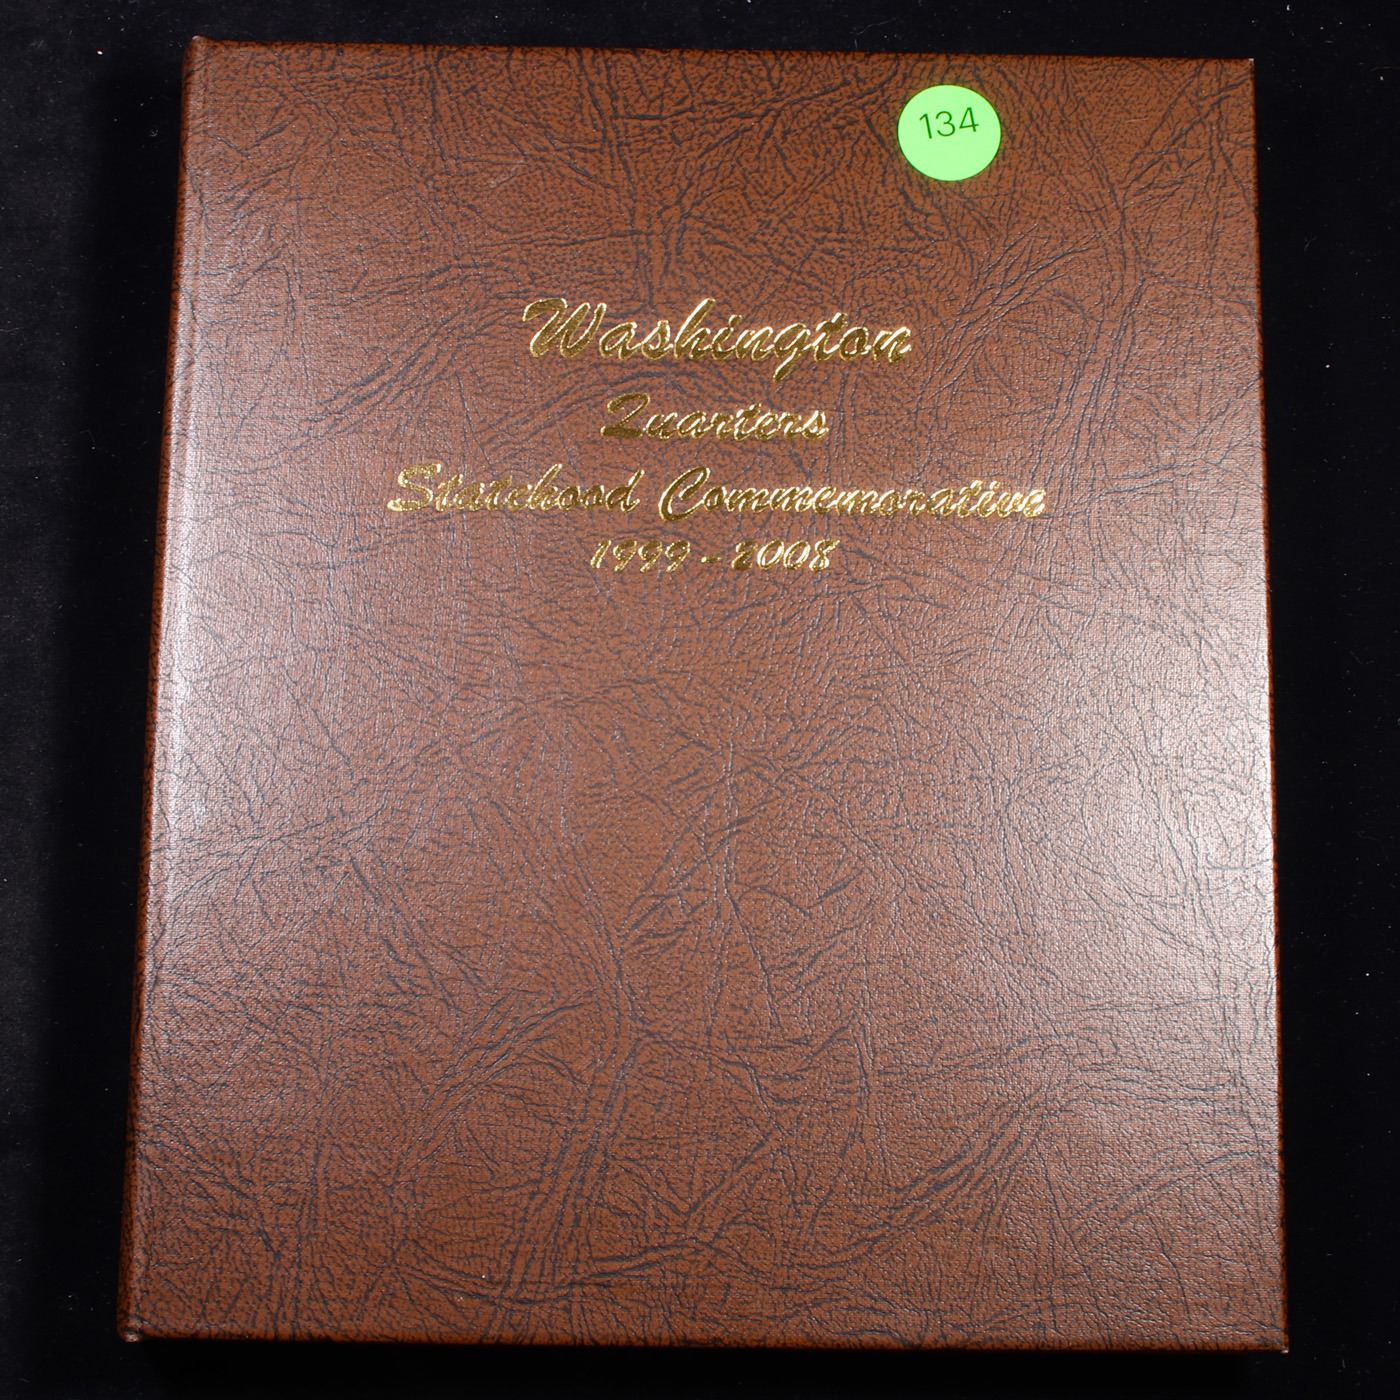 134
Washington
Quarters
Statehood Commemorative
1999-2008